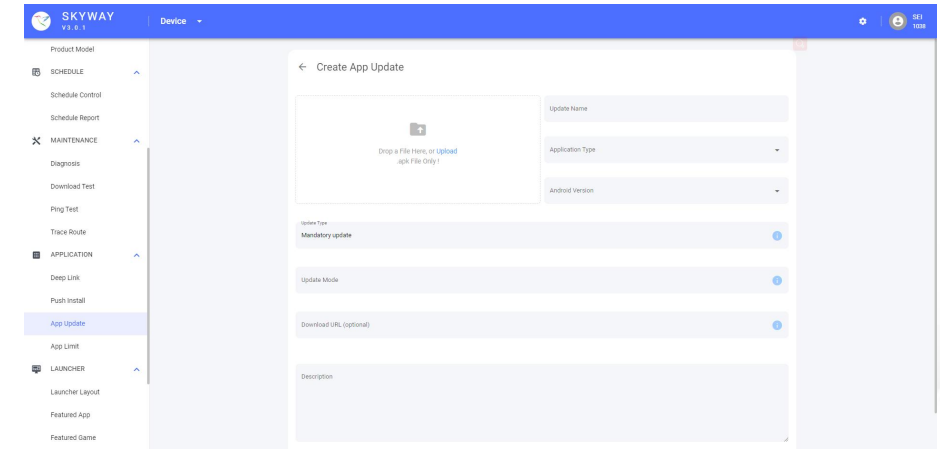 SKYWAY
V3.0.1
Device
SEI
1038
Product Model
SCHEDULE
Schedule Control
Schedule Report
MAINTENANCE
Diagnosis
Download Test
Ping Test
Trace Route
APPLICATION
Deep Link
Push Install
App Update
App Limit
LAUNCHER
Launcher Layout
Featured App
Featured Game
Create App Update
Drop a File Here, or Upload
.apk File Only !
Update Name
Application Type
Android Version
Update Type
Mandatory update
Update Mode
Download URL (optional)
Description